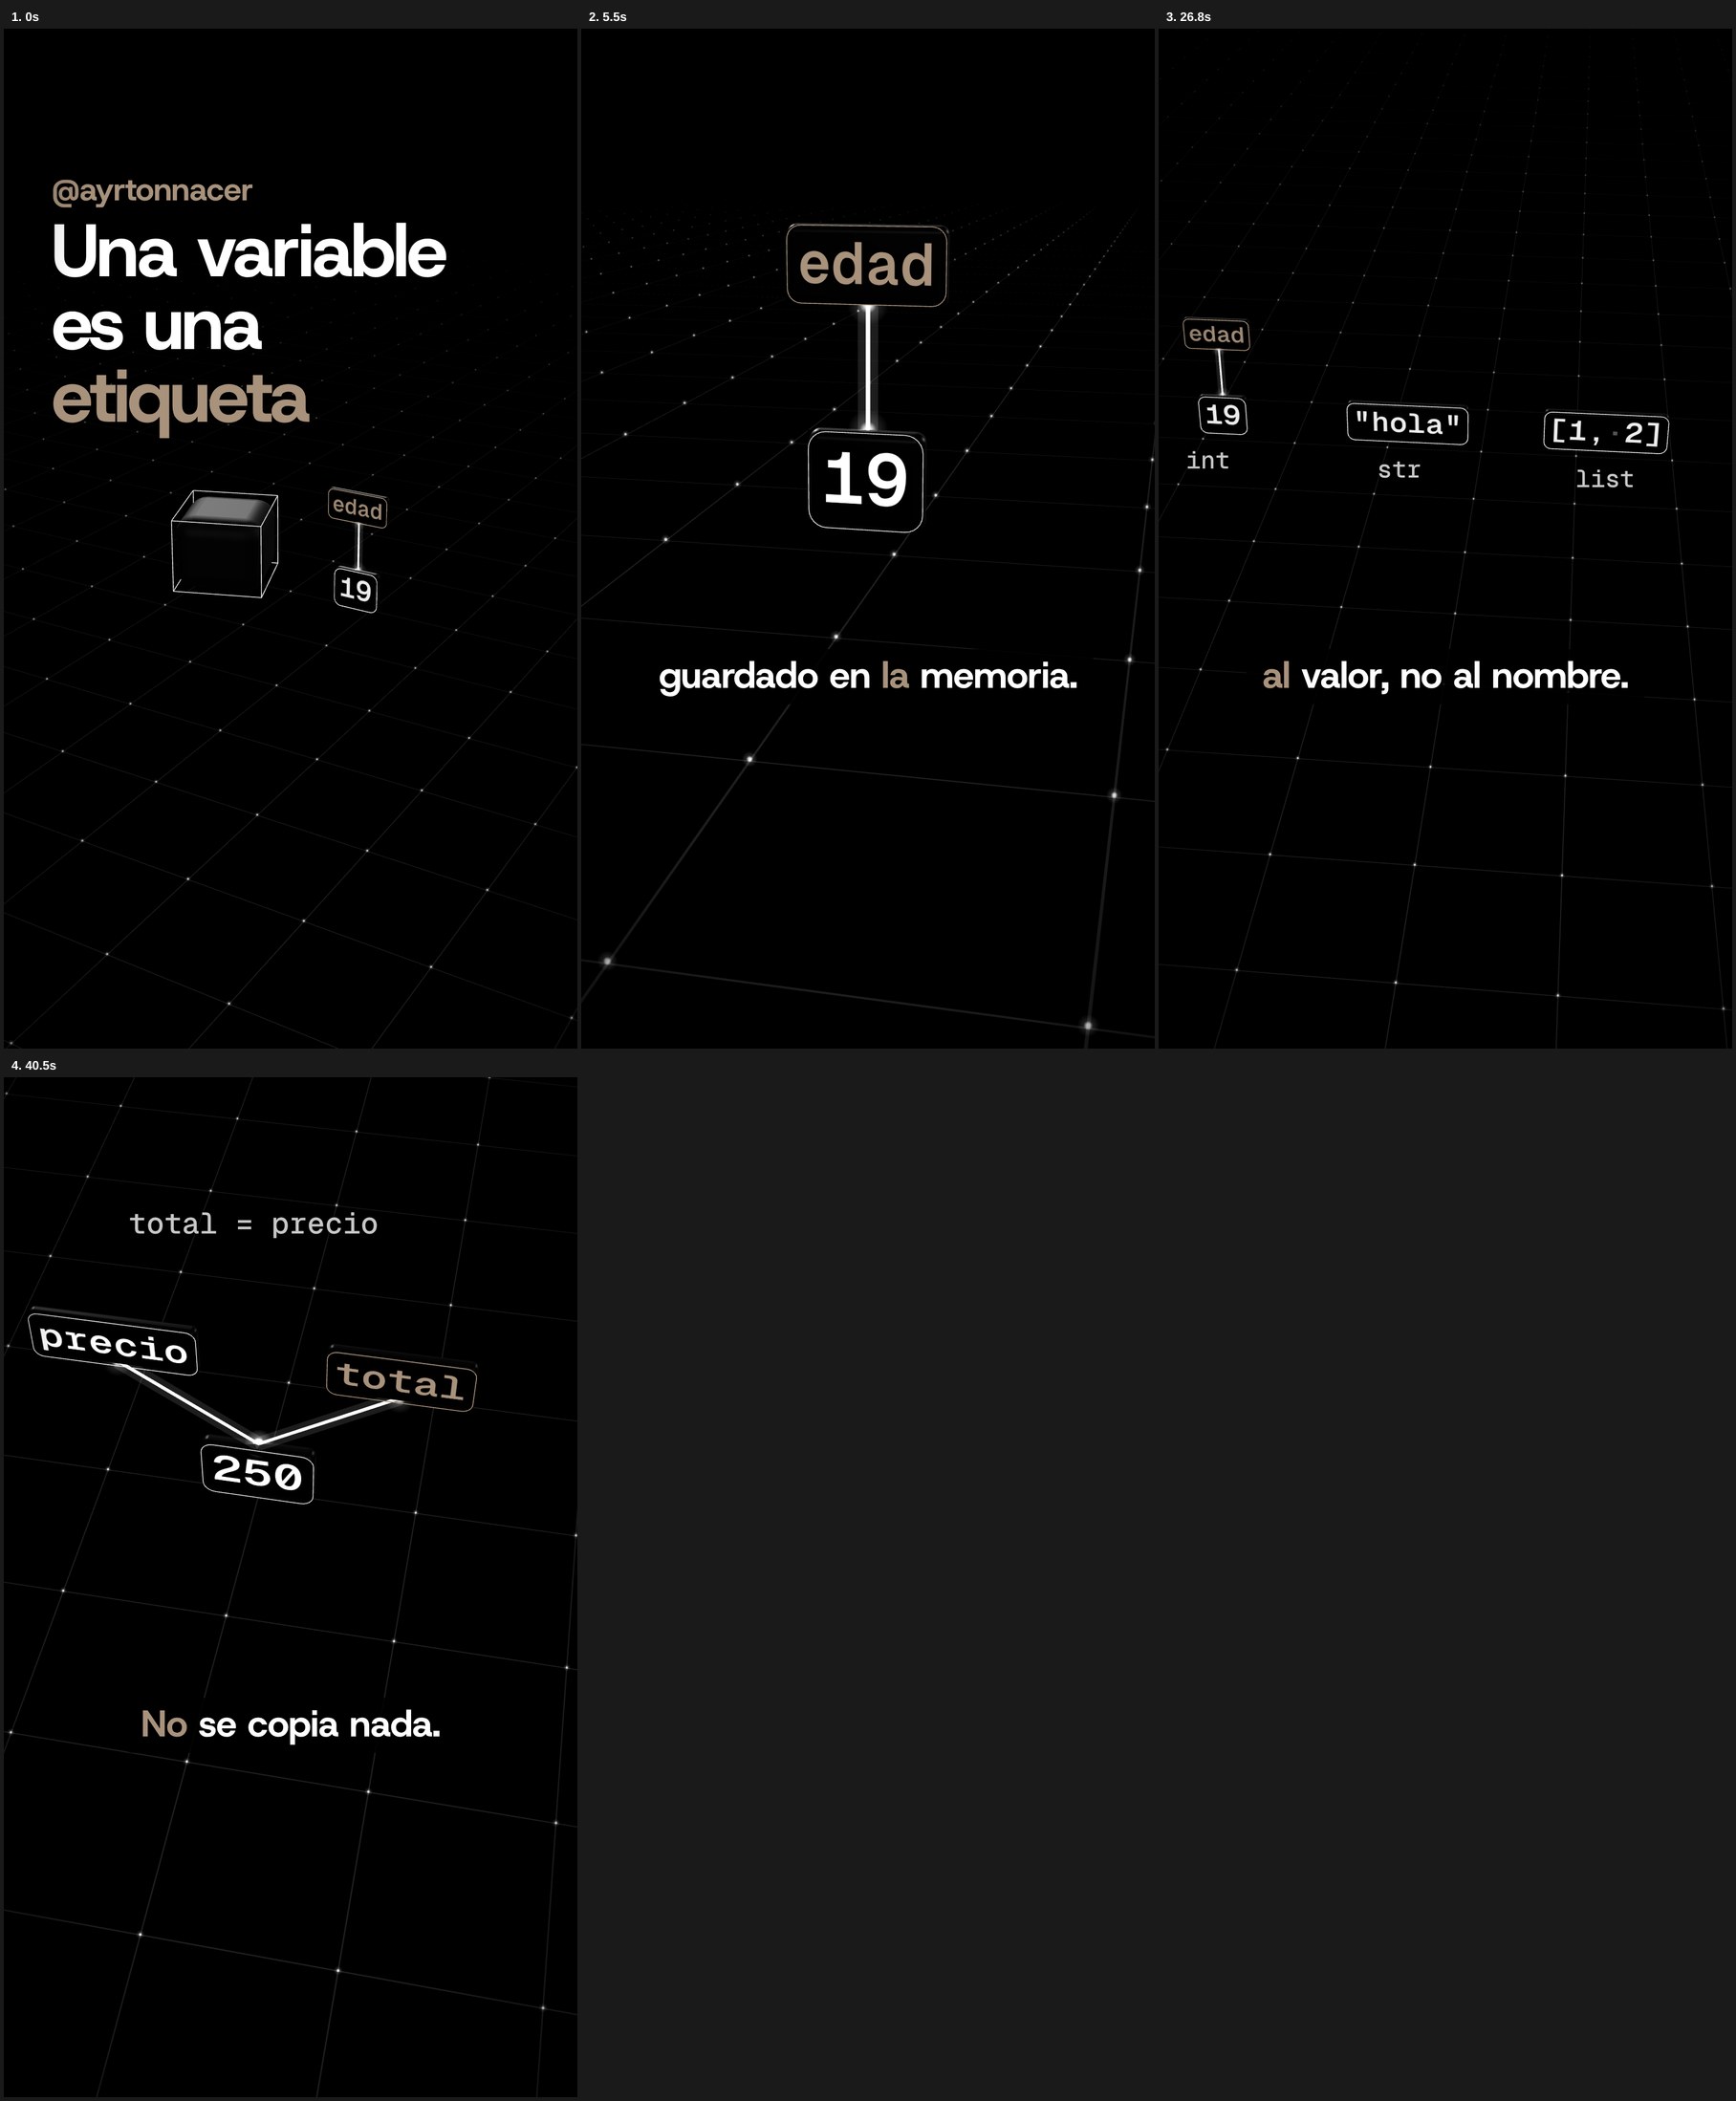 1. 0s
@ayrtonnacer
Una variable
es una
etiqueta
edad
19
2. 5.5s
edad
19
guardado en la memoria.
3. 26.8s
edad
19
int
"hola"
str
[1, 2]
list
al valor, no al nombre.
4. 40.5s
total = precio
precio
total
250
No se copia nada.